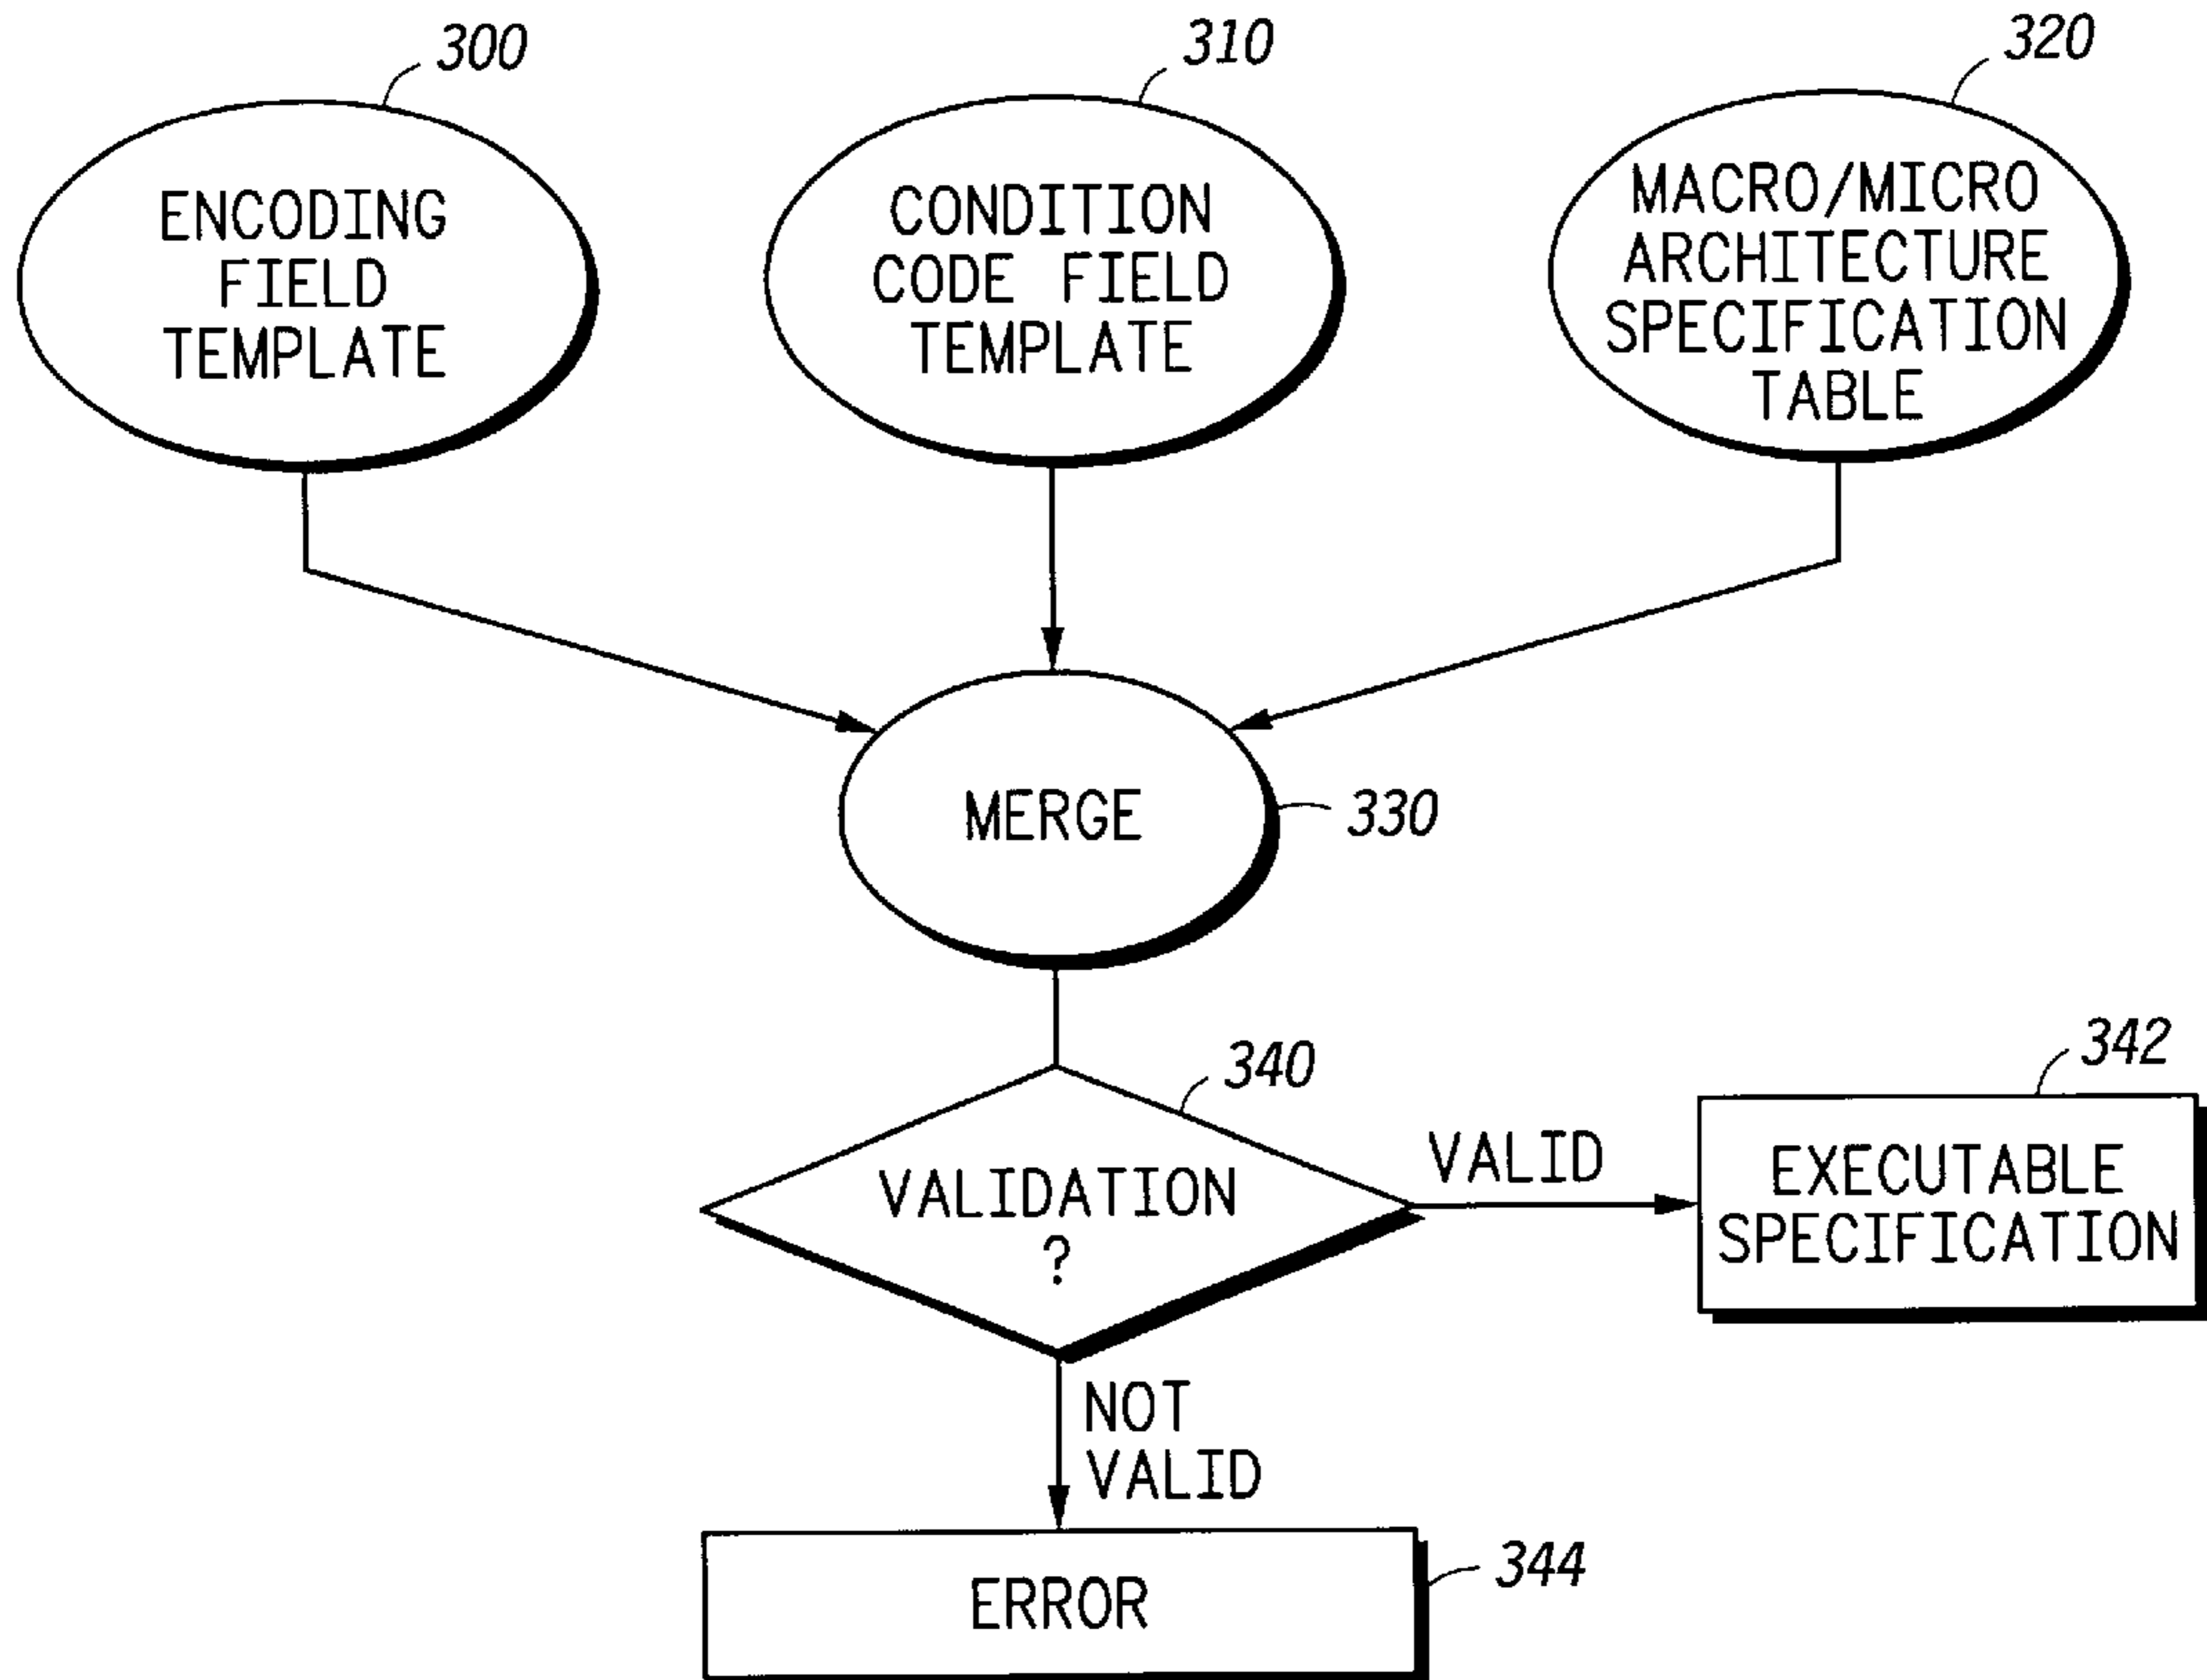 300
ENCODING
FIELD
TEMPLATE
310
CONDITION
CODE FIELD
TEMPLATE
320
MACRO/MICRO
ARCHITECTURE
SPECIFICATION
TABLE
MERGE
330
340
VALIDATION
?
VALID
342
EXECUTABLE
SPECIFICATION
NOT
VALID
ERROR
344